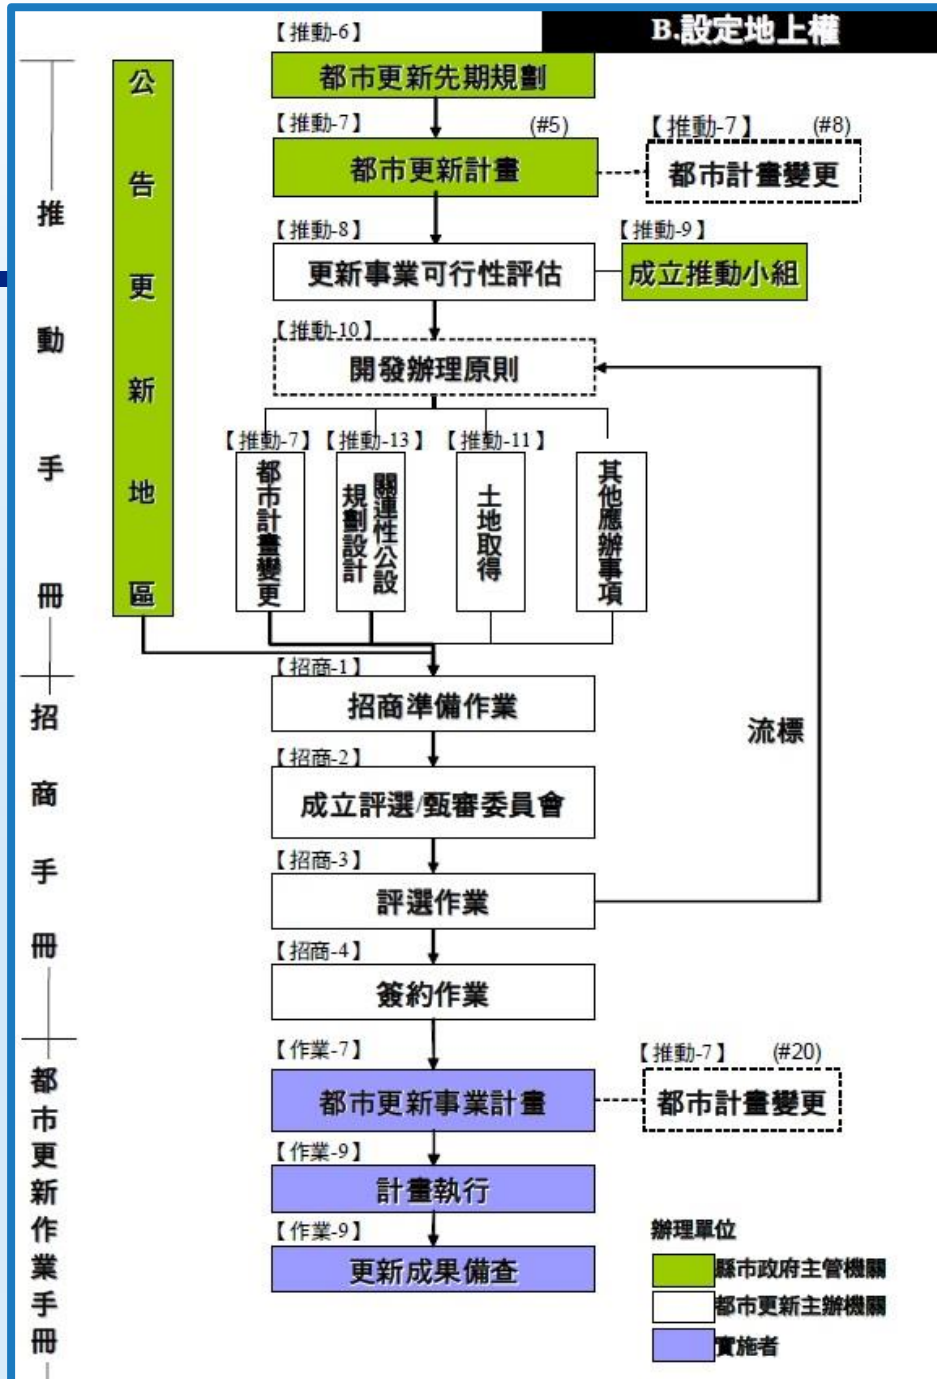 B.設定地上權
【推動-6】
都市更新先期規劃
【推動-7】
(#5)
都市更新計畫
【推動-7】
(#8)
都市計畫變更
【推動-8】
更新事業可行性評估
【推動-9】
成立推動小組
【推動-10】
開發辦理原則
【推動-7】
都市計畫變更
【推動-13】
關連性公設
規劃設計
【推動-11】
土地取得
其他應辦事項
公告更新地區
推動手冊
【招商-1】
招商準備作業
【招商-2】
成立評選/甄審委員會
【招商-3】
評選作業
流標
【招商-4】
簽約作業
招商手冊
【作業-7】
都市更新事業計畫
【推動-7】
(#20)
都市計畫變更
【作業-9】
計畫執行
【作業-9】
更新成果備查
都市更新作業手冊
辦理單位
縣市政府主管機關
都市更新主辦機關
實施者